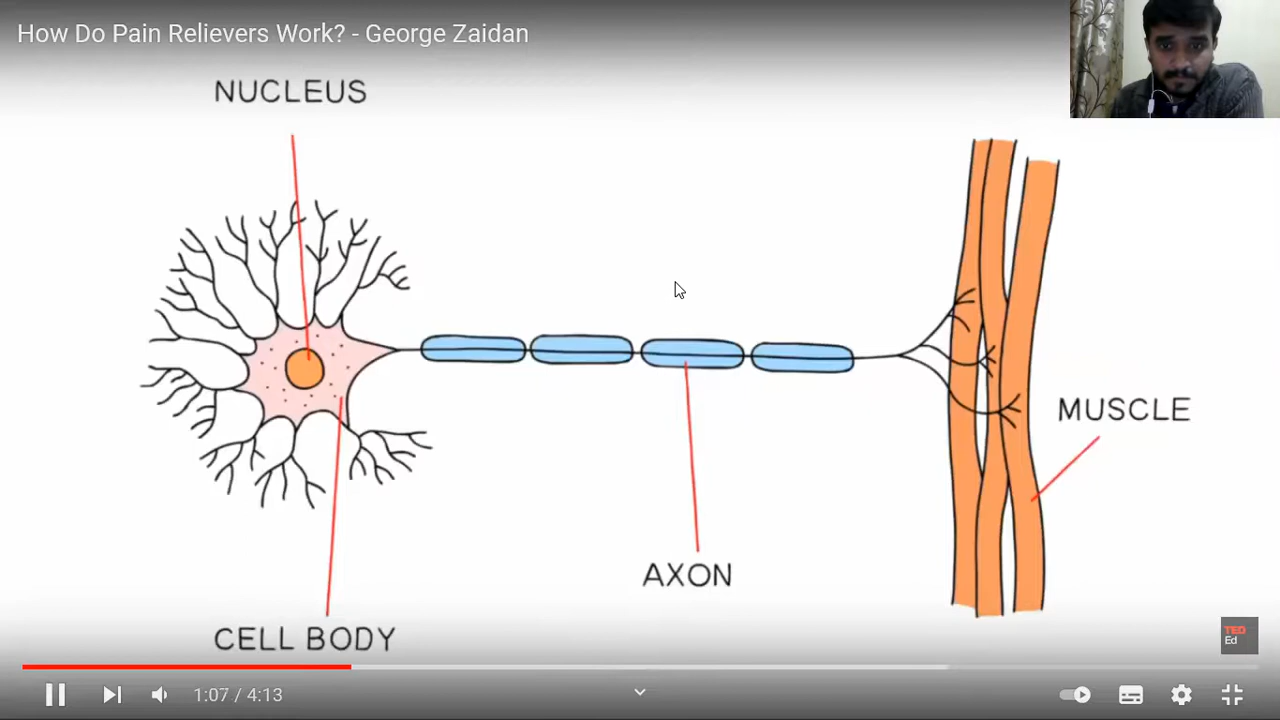 How Do Pain Relievers Work? - George Zaidan
NUCLEUS
MUSCLE
AXON
CELL BODY
TED
Ed
1:07 / 4:13